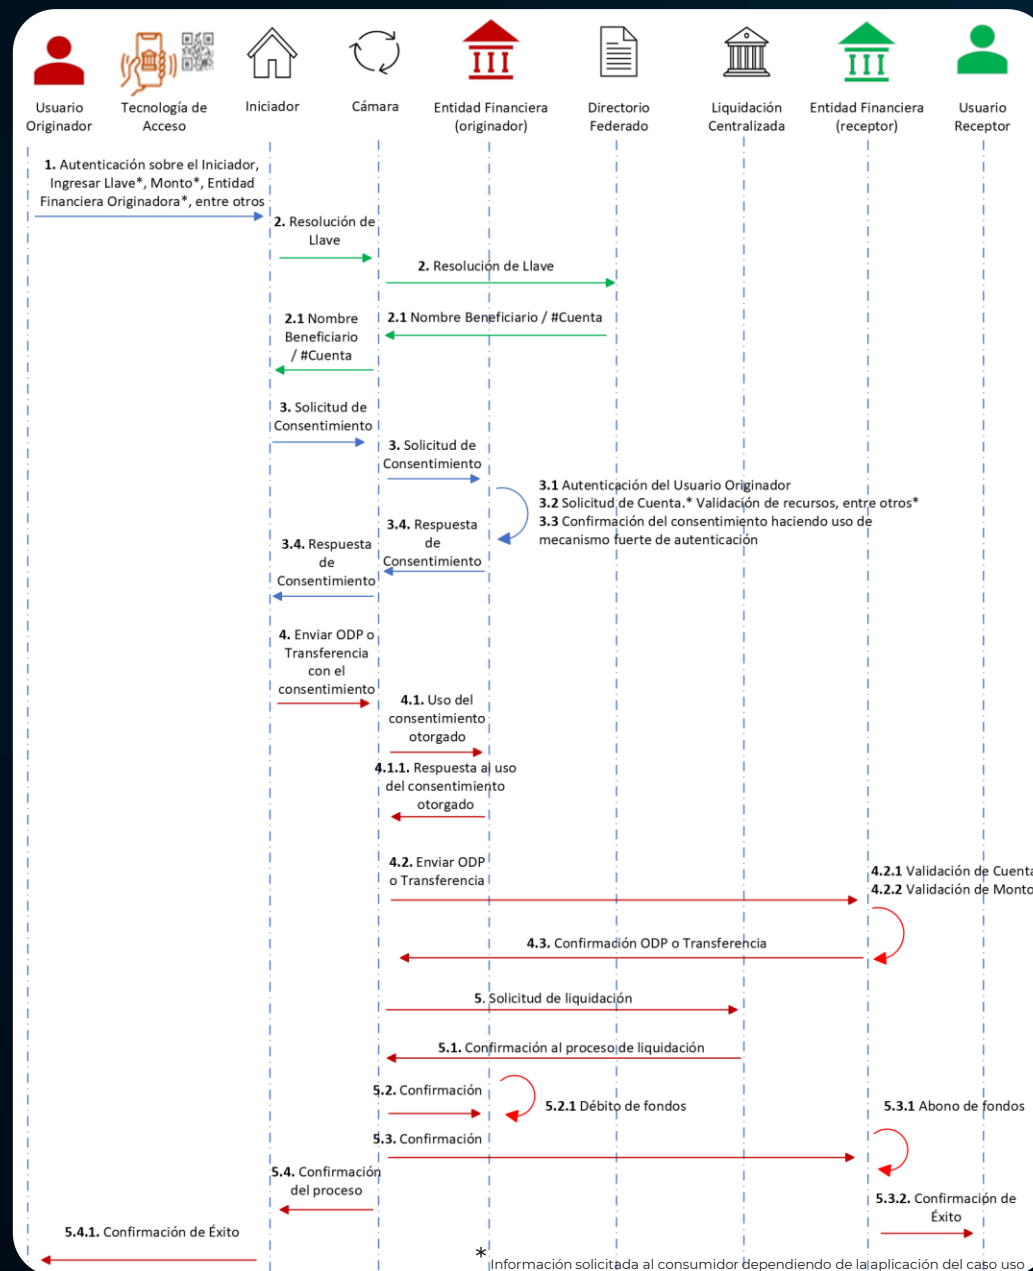 Usuario
Originador
Tecnología de
Acceso
Iniciador
Cámara
Entidad Financiera
(originador)
Directorio
Federado
Liquidación
Centralizada
Entidad Financiera
(receptor)
Usuario
Receptor
1. Autenticación sobre el Iniciador,
Ingresar Llave*, Monto*, Entidad
Financiera Originadora*, entre otros
2. Resolución de
Llave
2. Resolución de Llave
2.1 Nombre Beneficiario / #Cuenta
2.1 Nombre
Beneficiario
/ #Cuenta
3. Solicitud de
Consentimiento
3. Solicitud de
Consentimiento
3.1 Autenticación del Usuario Originador
3.2 Solicitud de Cuenta.* Validación de recursos, entre otros*
3.3 Confirmación del consentimiento haciendo uso de
mecanismo fuerte de autenticación
3.4. Respuesta
de
Consentimiento
3.4. Respuesta
de
Consentimiento
4. Enviar ODP o
Transferencia
con el
consentimiento
4.1. Uso del
consentimiento
otorgado
4.1.1. Respuesta al uso
del consentimiento
otorgado
4.2. Enviar ODP
o Transferencia
4.2.1 Validación de Cuenta
4.2.2 Validación de Monto
4.3. Confirmación ODP o Transferencia
5. Solicitud de liquidación
5.1. Confirmación al proceso de liquidación
5.2. Confirmación
5.2.1 Débito de fondos
5.3.1 Abono de fondos
5.3. Confirmación
5.4. Confirmación
del proceso
5.3.2. Confirmación de
Éxito
5.4.1. Confirmación de Éxito
* Información solicitada al consumidor dependiendo de la aplicación del caso uso